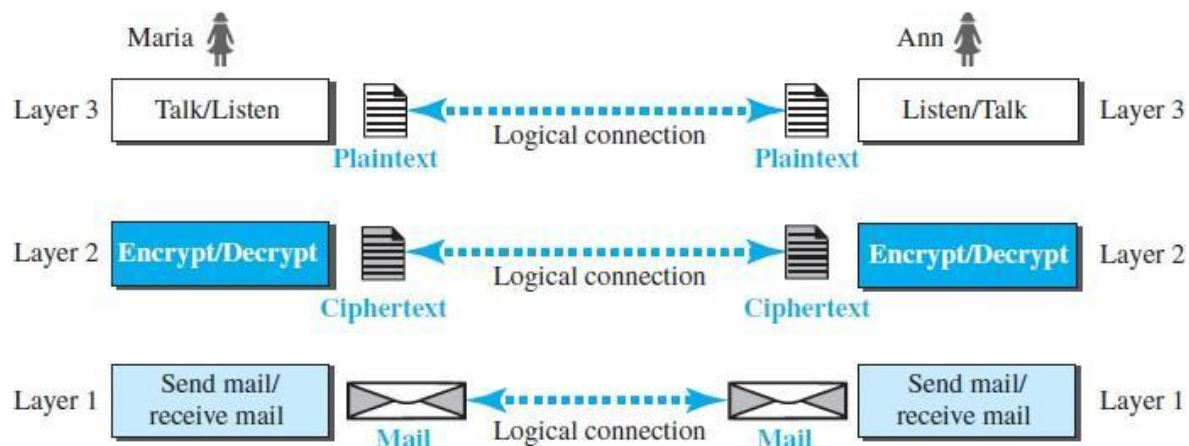 Maria
Ann
Layer 3
Talk/Listen
Logical connection
Listen/Talk
Layer 3
Plaintext
Plaintext
Layer 2
Encrypt/Decrypt
Logical connection
Encrypt/Decrypt
Layer 2
Ciphertext
Ciphertext
Layer 1
Send mail/
receive mail
Logical connection
Send mail/
receive mail
Layer 1
Mail
Mail